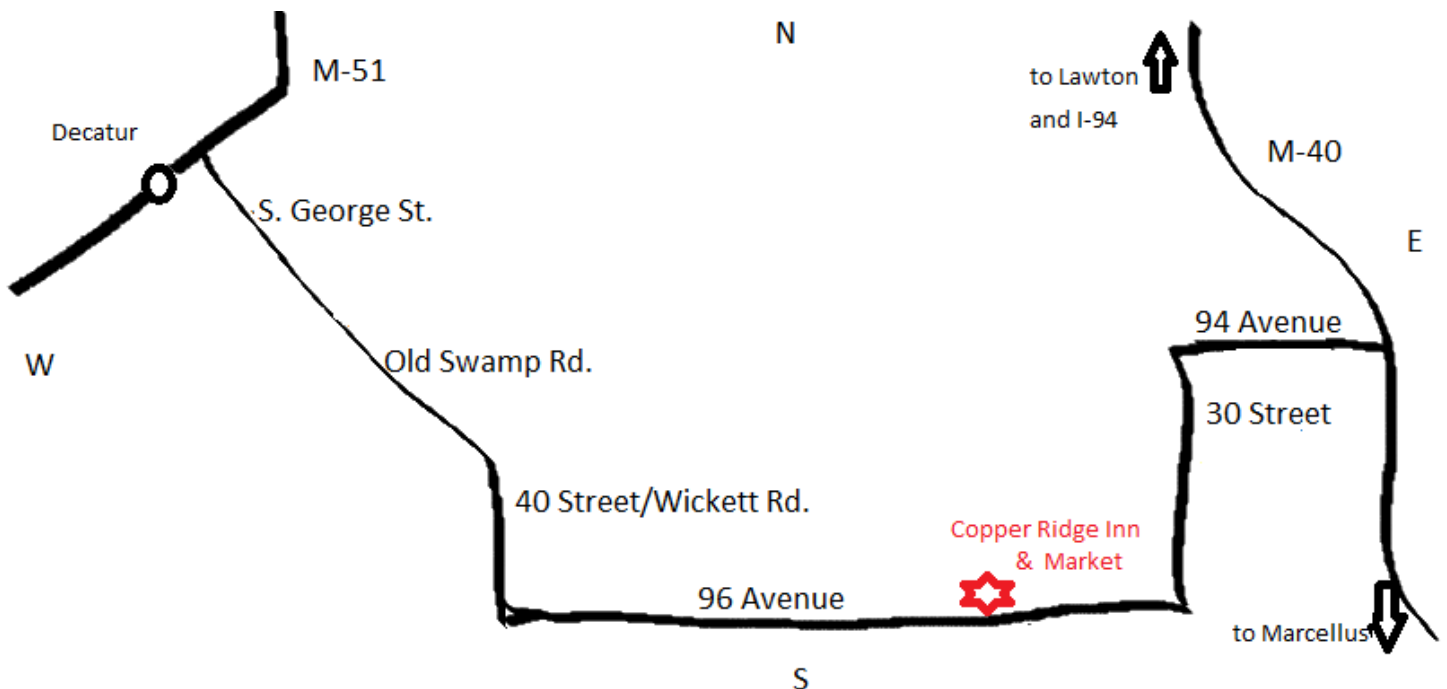 N
M-51
to Lawton
and I-94
Decatur
M-40
S. George St.
E
94 Avenue
W
Old Swamp Rd.
30 Street
40 Street/Wickett Rd.
Copper Ridge Inn
& Market
96 Avenue
to Marcellus
S